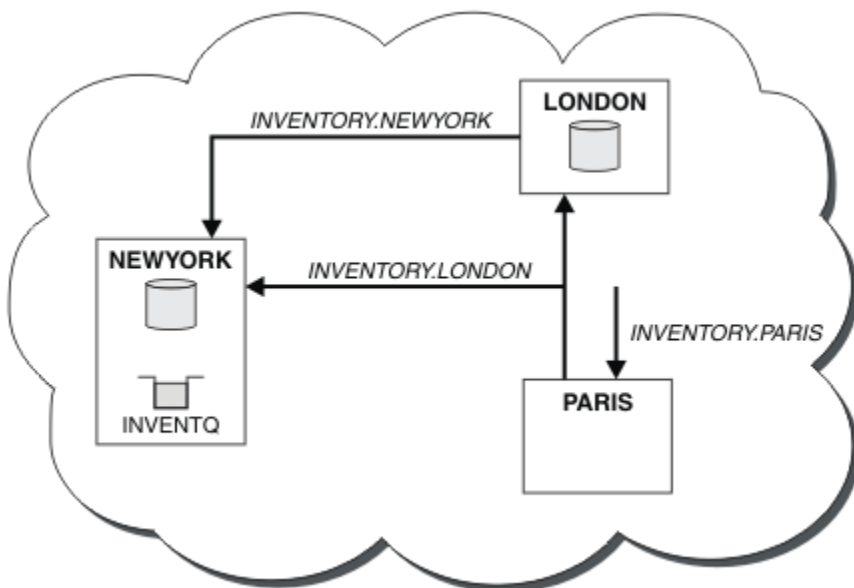 LONDON
INVENTORY.NEWYORK
NEWYORK
INVENTORY.LONDON
INVENTORY.PARIS
PARIS
INVENTQ